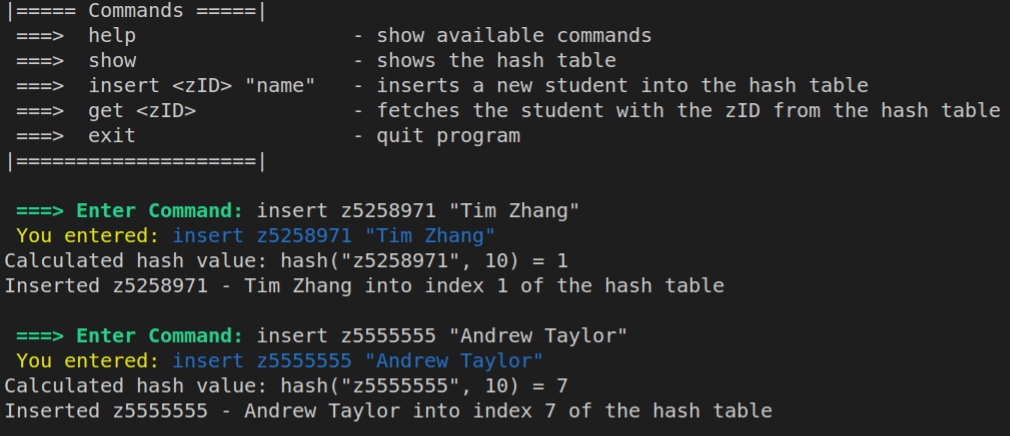 |===== Commands =====|
===> help - show available commands
===> show - shows the hash table
===> insert <zID> "name" - inserts a new student into the hash table
===> get <zID> - fetches the student with the zID from the hash table
===> exit - quit program
|====================|
===> Enter Command: insert z5258971 "Tim Zhang"
You entered: insert z5258971 "Tim Zhang"
Calculated hash value: hash("z5258971", 10) = 1
Inserted z5258971 - Tim Zhang into index 1 of the hash table
===> Enter Command: insert z5555555 "Andrew Taylor"
You entered: insert z5555555 "Andrew Taylor"
Calculated hash value: hash("z5555555", 10) = 7
Inserted z5555555 - Andrew Taylor into index 7 of the hash table